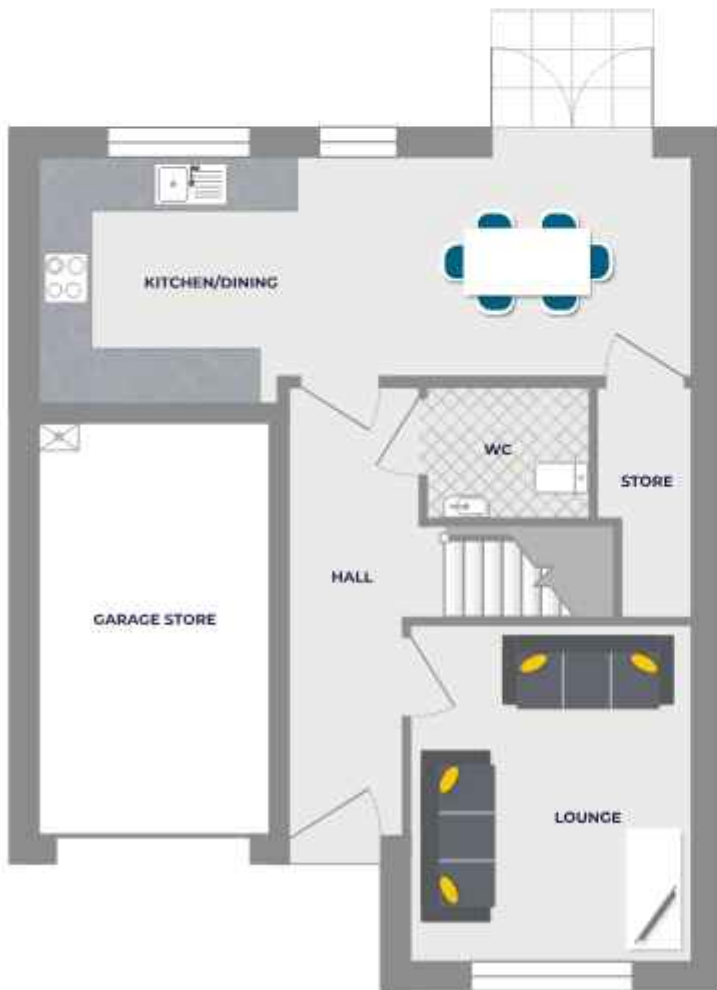 KITCHEN/DINING
WC
STORE
HALL
GARAGE STORE
LOUNGE